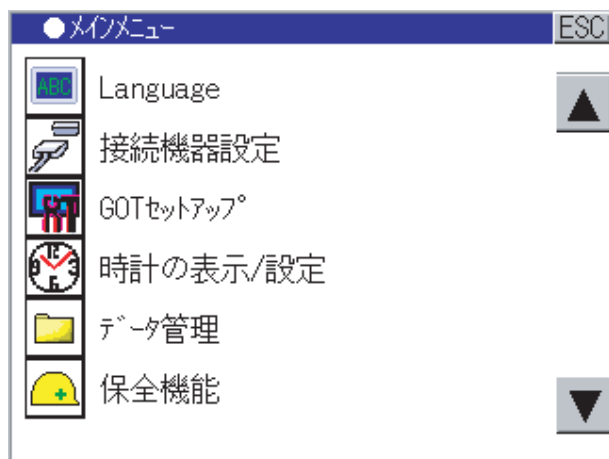 ●ﾒｲﾝﾒﾆｭｰ ESC
ABC Language
接続機器設定
GOTｾｯﾄｱｯﾌﾟ
時計の表示/設定
ﾃﾞｰﾀ管理
保全機能